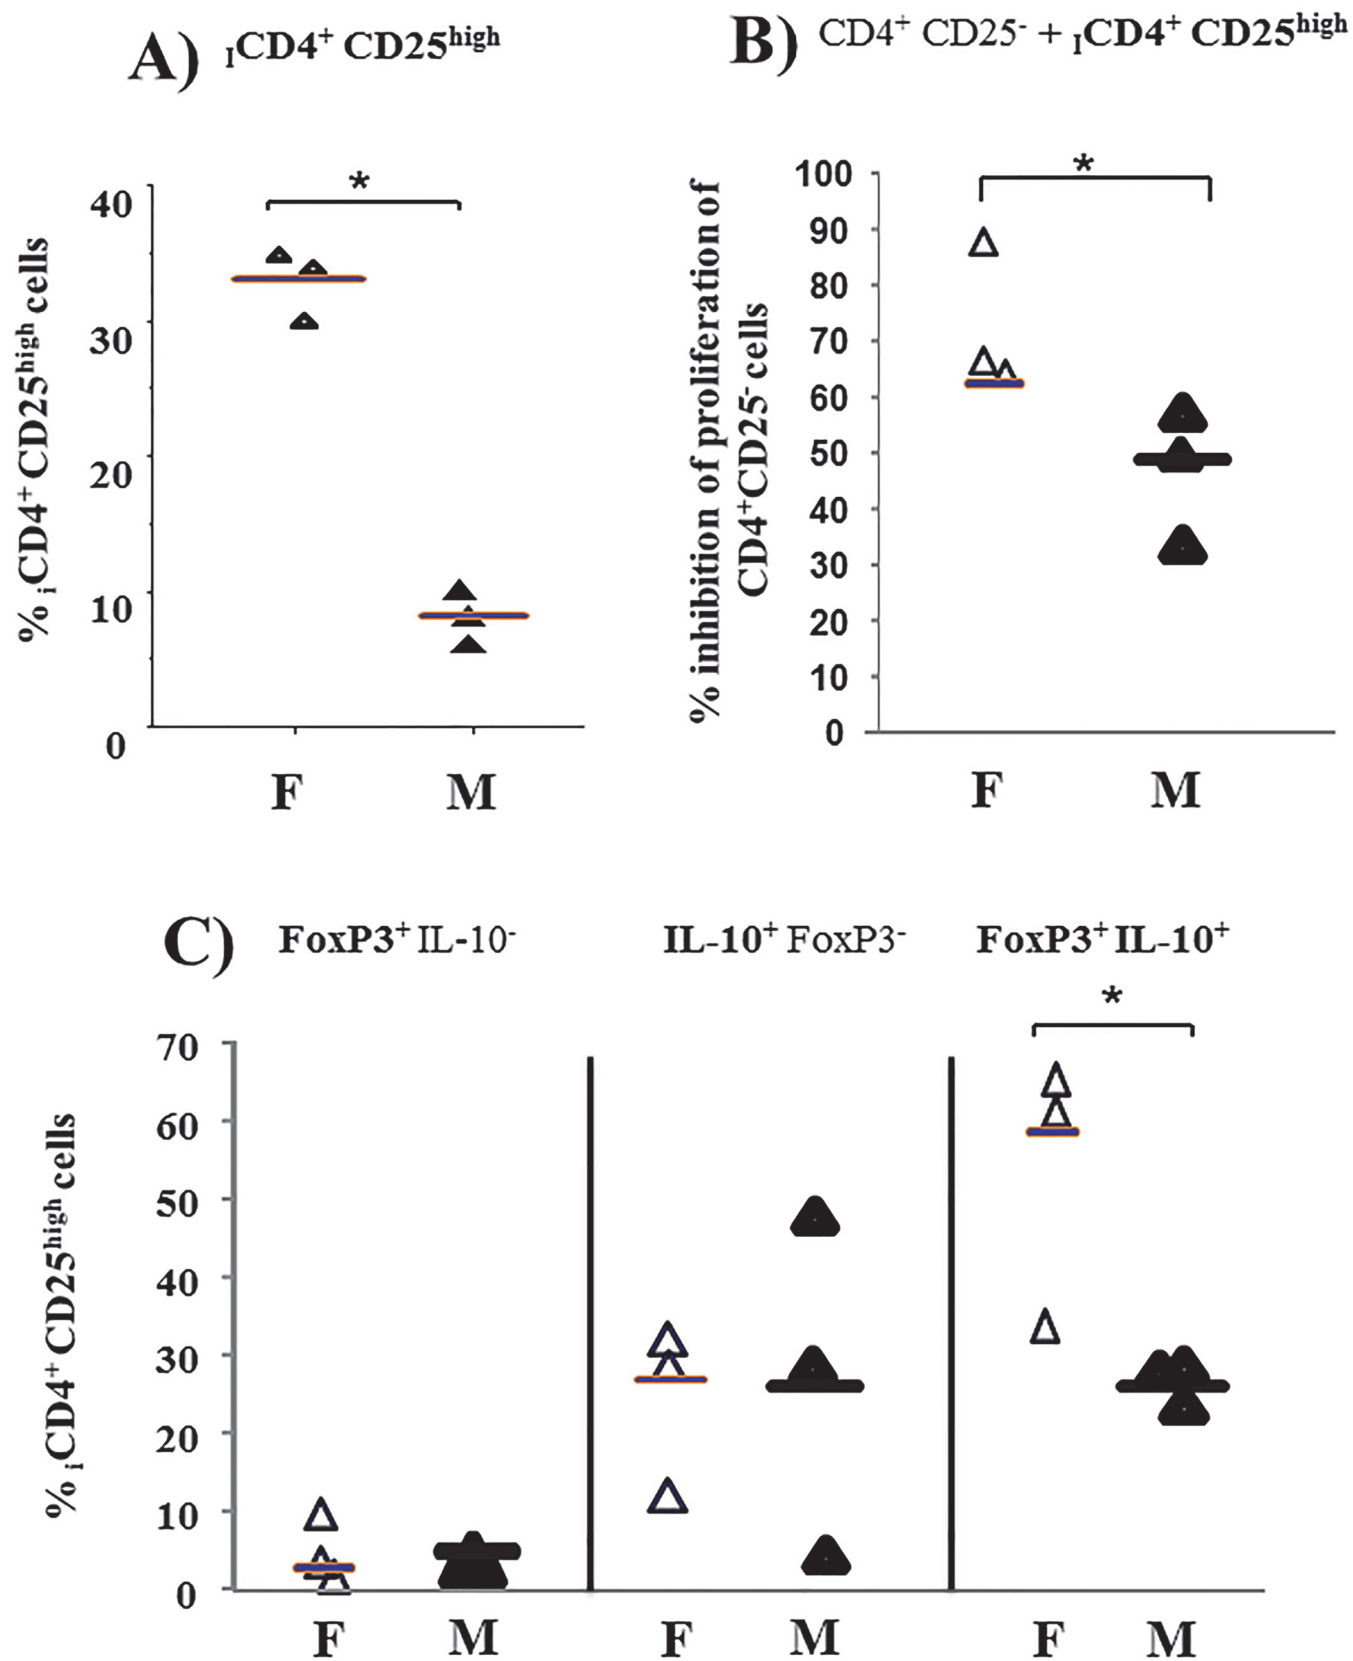 A) ICD4+ CD25high
*
40
30
20
10
0
% iCD4+ CD25high cells
F M
B) CD4+ CD25- + ICD4+ CD25high
*
100
90
80
70
60
50
40
30
20
10
0
% inhibition of proliferation of
CD4+CD25- cells
F M
C) FoxP3+ IL-10- IL-10+ FoxP3- FoxP3+ IL-10+
*
70
60
50
40
30
20
10
0
% iCD4+ CD25high cells
F M F M F M